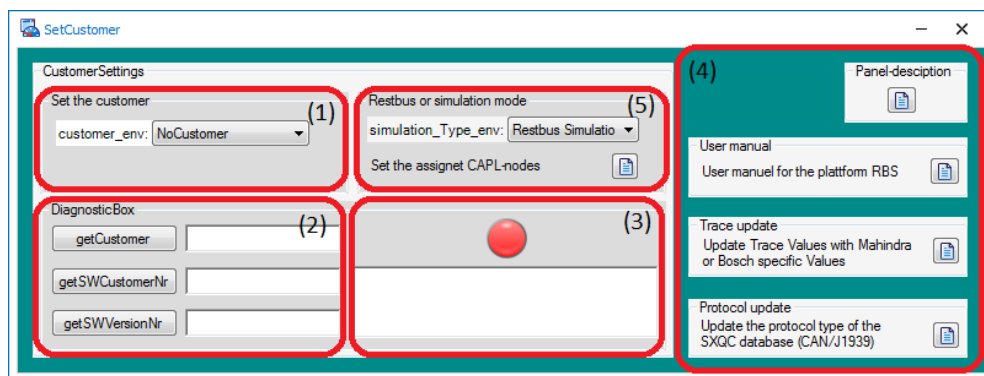 SetCustomer
CustomerSettings
Set the customer
(1)
customer_env: NoCustomer
Restbus or simulation mode
(5)
simulation_Type_env: Restbus Simulatio
Set the assignet CAPL-nodes
DiagnosticBox
(2)
getCustomer
getSWCustomerNr
getSWVersionNr
(3)
(4)
Panel-desciption
User manual
User manuel for the plattform RBS
Trace update
Update Trace Values with Mahindra
or Bosch specific Values
Protocol update
Update the protocol type of the
SXQC database (CAN/J1939)